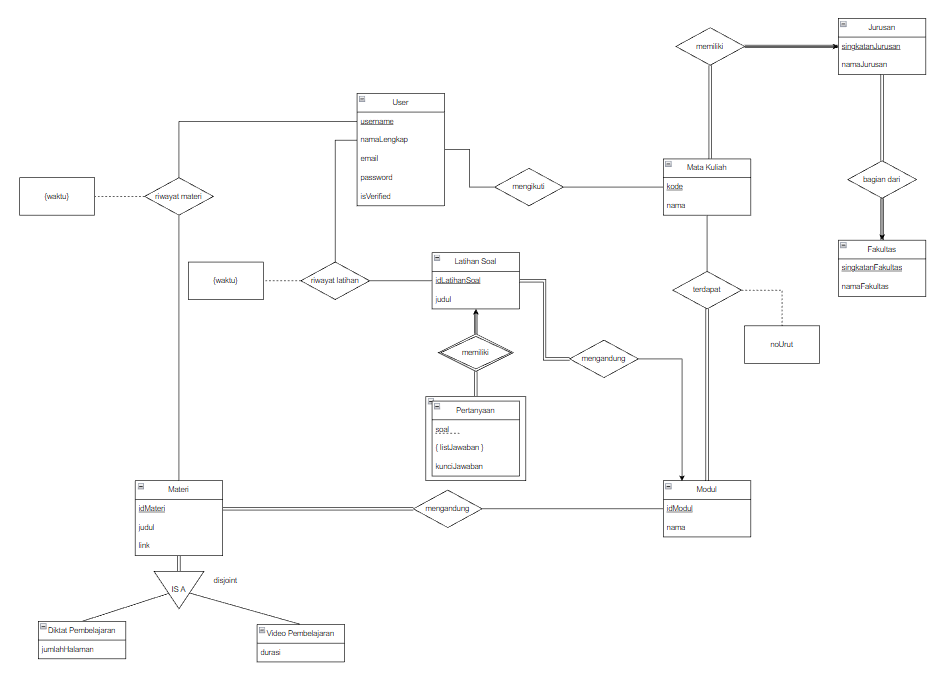 memiliki
Jurusan
singkatanJurusan
namaJurusan
User
username
namaLengkap
email
password
isVerified
mengikuti
Mata Kuliah
kode
nama
bagian dari
Fakultas
singkatanFakultas
namaFakultas
{waktu}
riwayat materi
{waktu}
riwayat latihan
Latihan Soal
idLatihanSoal
judul
terdapat
noUrut
memiliki
mengandung
Pertanyaan
soal
{ listJawaban }
kunciJawaban
Materi
idMateri
judul
link
mengandung
Modul
idModul
nama
IS A
disjoint
Diktat Pembelajaran
jumlahHalaman
Video Pembelajaran
durasi